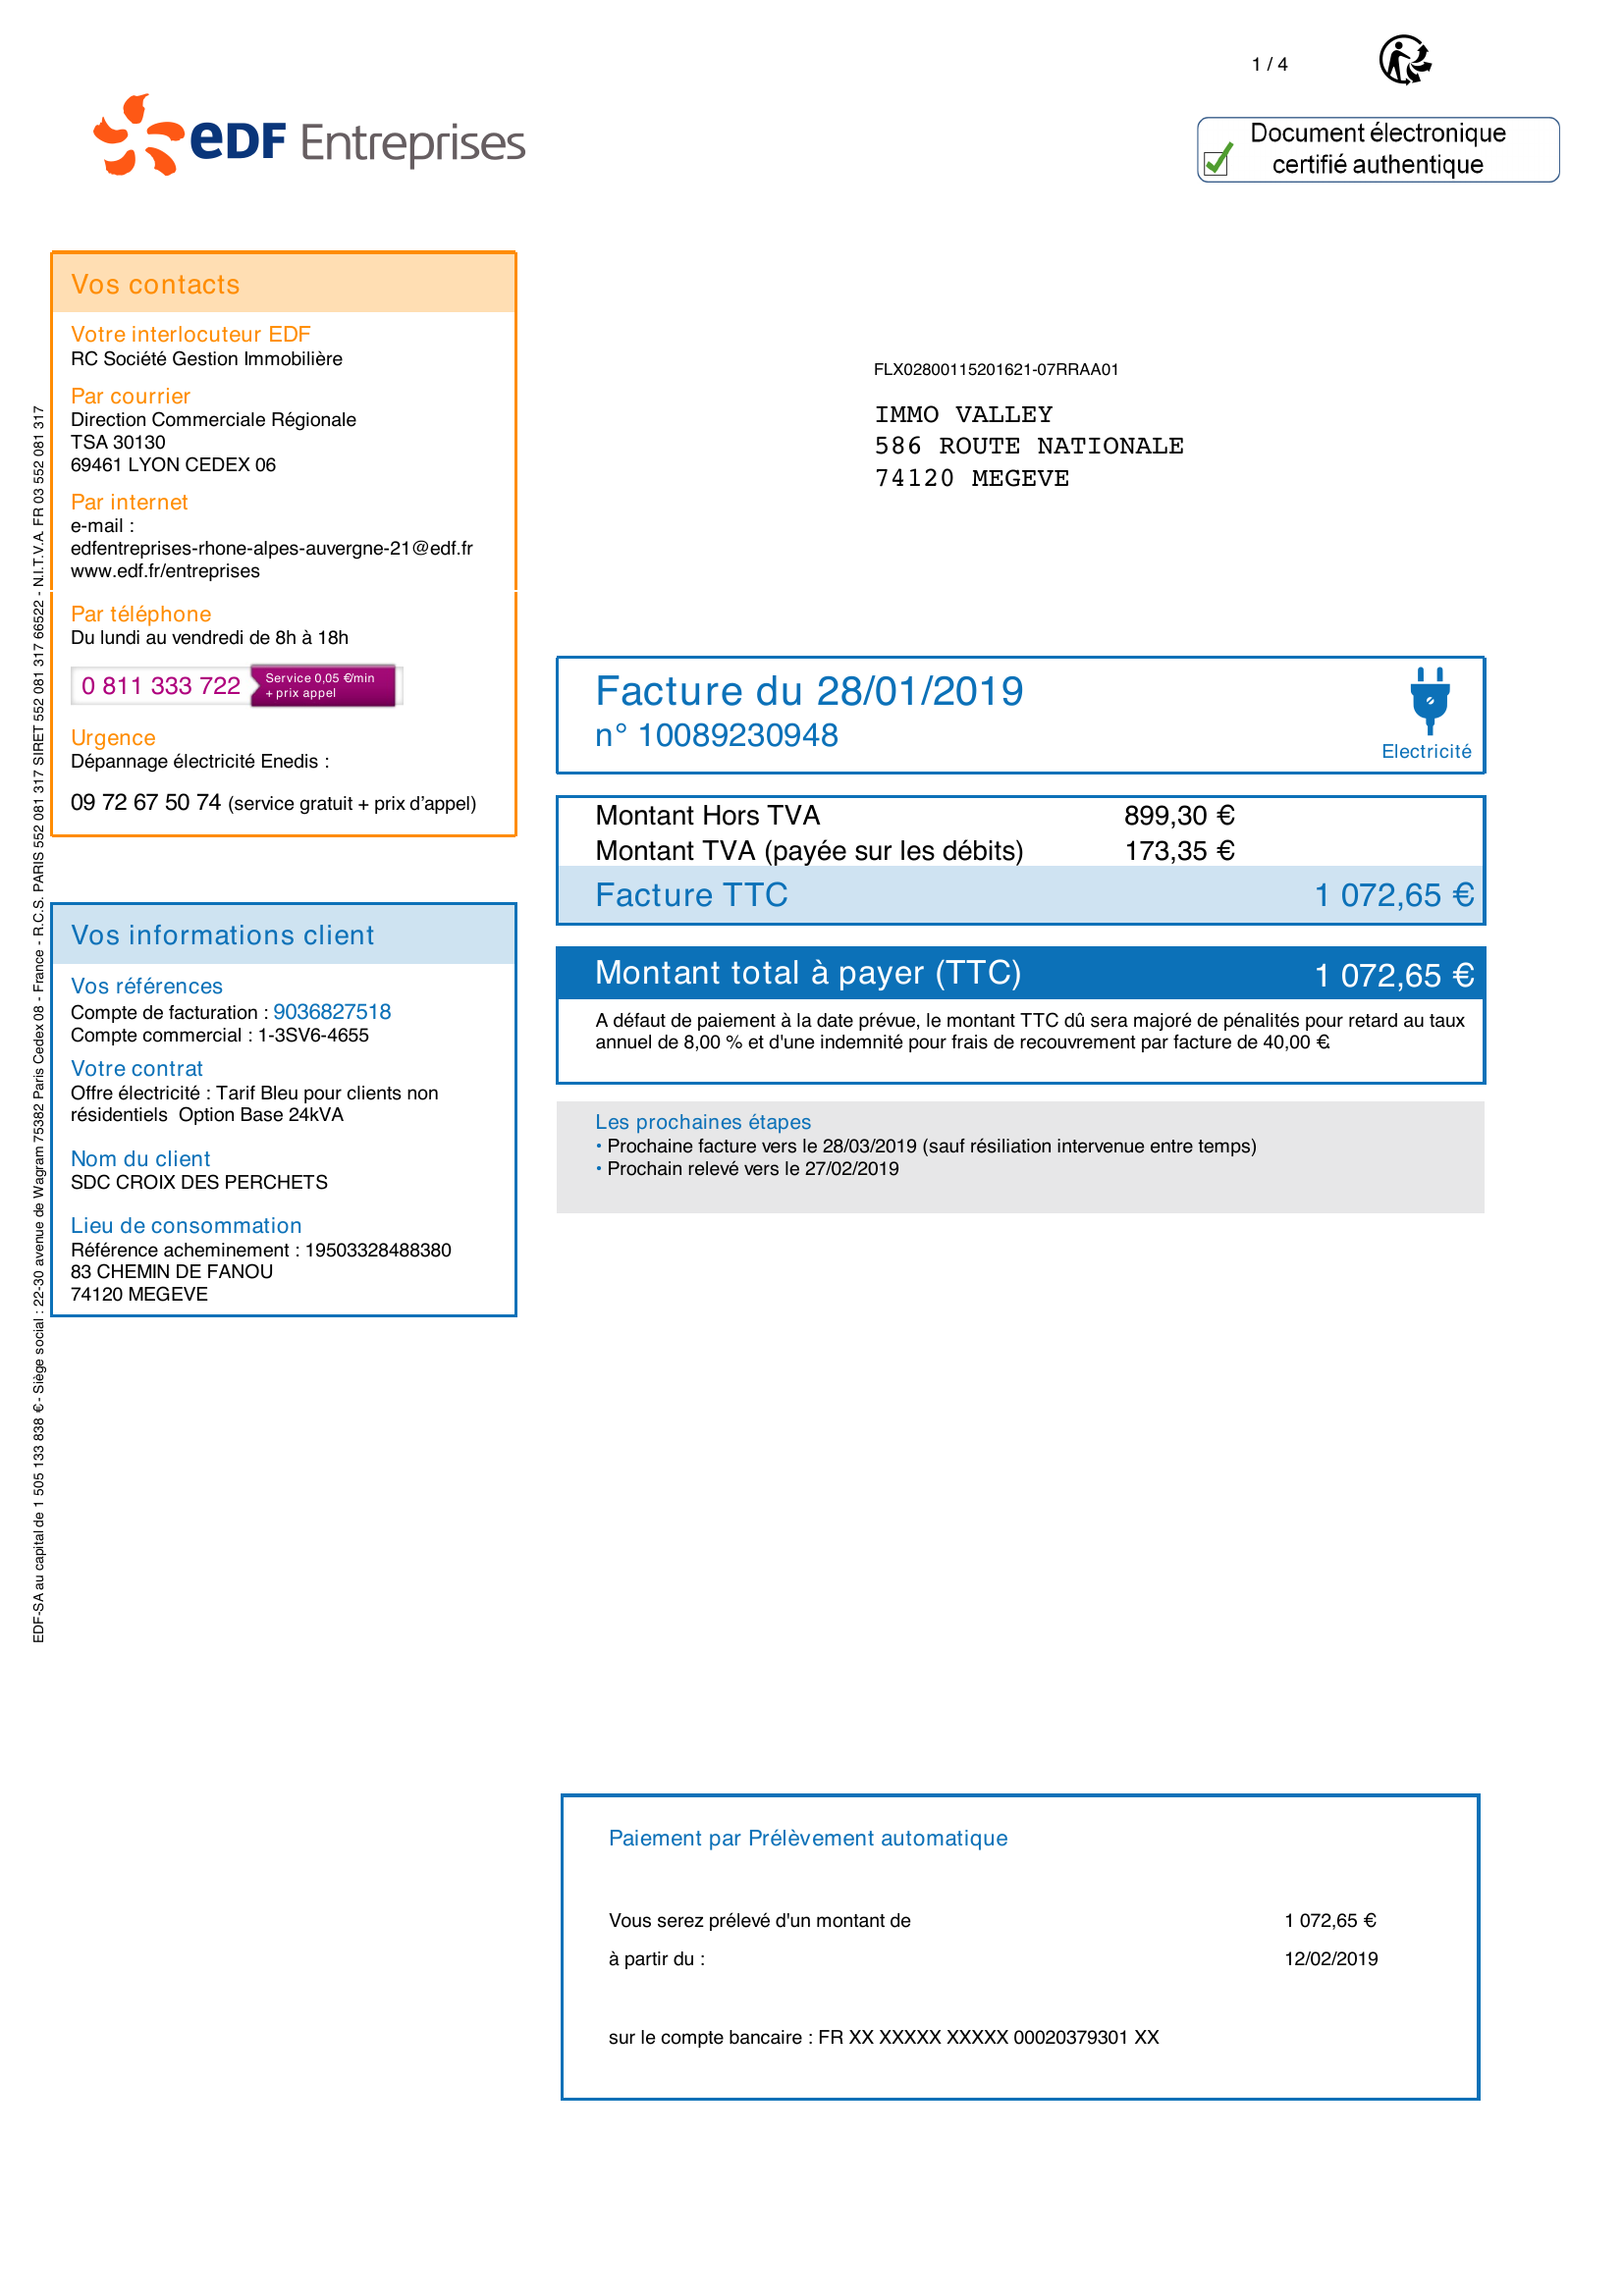 1 / 4
eDF Entreprises
Document électronique
certifié authentique
Vos contacts
Votre interlocuteur EDF
RC Société Gestion Immobilière
Par courrier
Direction Commerciale Régionale
TSA 30130
69461 LYON CEDEX 06
Par internet
e-mail :
edfentreprises-rhone-alpes-auvergne-21@edf.fr
www.edf.fr/entreprises
Par téléphone
Du lundi au vendredi de 8h à 18h
0 811 333 722
Service 0,05 €/min
+ prix appel
Urgence
Dépannage électricité Enedis :
09 72 67 50 74 (service gratuit + prix d’appel)
FLX02800115201621-07RRAA01
IMMO VALLEY
586 ROUTE NATIONALE
74120 MEGEVE
Facture du 28/01/2019
n° 10089230948
Electricité
Montant Hors TVA 899,30 €
Montant TVA (payée sur les débits) 173,35 €
Facture TTC 1 072,65 €
Montant total à payer (TTC) 1 072,65 €
A défaut de paiement à la date prévue, le montant TTC dû sera majoré de pénalités pour retard au taux
annuel de 8,00 % et d'une indemnité pour frais de recouvrement par facture de 40,00 €.
Les prochaines étapes
• Prochaine facture vers le 28/03/2019 (sauf résiliation intervenue entre temps)
• Prochain relevé vers le 27/02/2019
Vos informations client
Vos références
Compte de facturation : 9036827518
Compte commercial : 1-3SV6-4655
Votre contrat
Offre électricité : Tarif Bleu pour clients non
résidentiels Option Base 24kVA
Nom du client
SDC CROIX DES PERCHETS
Lieu de consommation
Référence acheminement : 19503328488380
83 CHEMIN DE FANOU
74120 MEGEVE
EDF-SA au capital de 1 505 133 838 € - Siège social : 22-30 avenue de Wagram 75382 Paris Cedex 08 - France - R.C.S. PARIS 552 081 317 SIRET 552 081 317 66522 - N.I.T.V.A. FR 03 552 081 317
Paiement par Prélèvement automatique
Vous serez prélevé d'un montant de 1 072,65 €
à partir du : 12/02/2019
sur le compte bancaire : FR XX XXXXX XXXXX 00020379301 XX